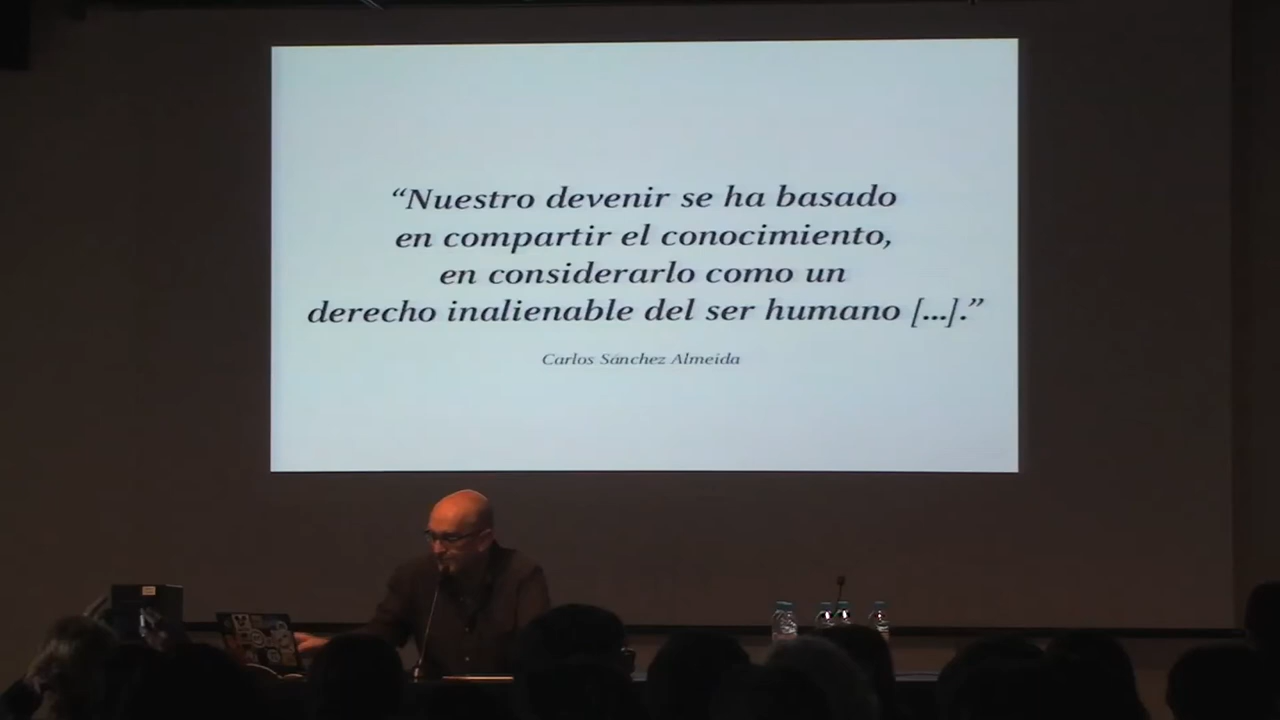 “Nuestro devenir se ha basado
en compartir el conocimiento,
en considerarlo como un
derecho inalienable del ser humano [...].”
Carlos Sánchez Almeida